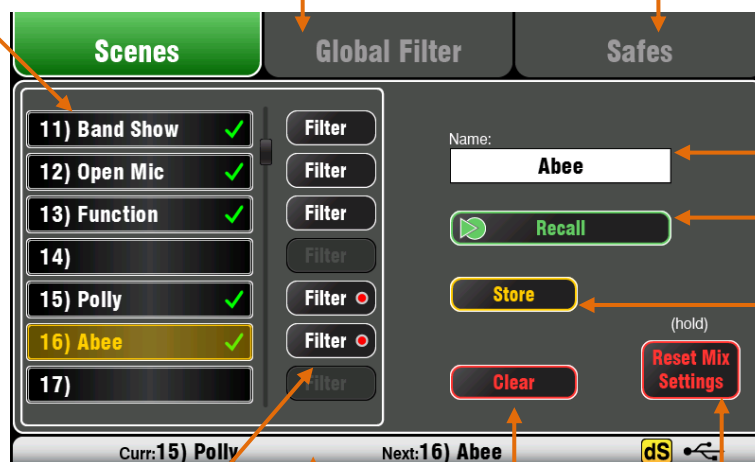 Scenes
Global Filter
Safes
11) Band Show
Filter
12) Open Mic
Filter
13) Function
Filter
14)
Filter
15) Polly
Filter
16) Abee
Filter
17)
Filter
Name:
Abee
Recall
Store
(hold)
Clear
Reset Mix
Settings
Curr:15) Polly
Next:16) Abee
dS